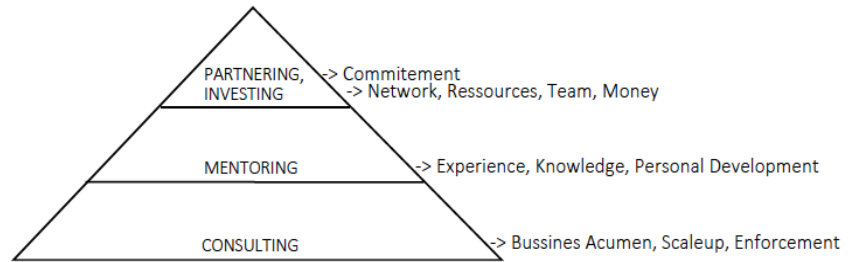 PARTNERING, -> Commitement
INVESTING -> Network, Ressources, Team, Money
MENTORING -> Experience, Knowledge, Personal Development
CONSULTING -> Bussines Acumen, Scaleup, Enforcement